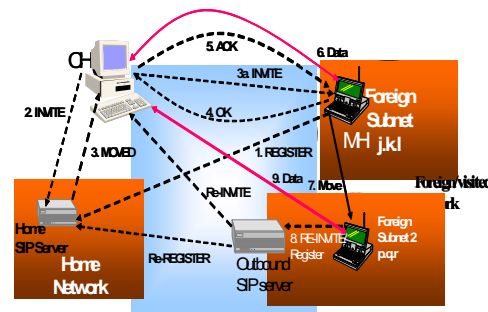 5. ACK
6. Data
CH
3a. INVITE
Foreign
Subnet
MH j.k.l
2. INVITE
4. OK
3. MOVED
1. REGISTER
9. Data
7. Move
Foreign/visited
Re-INVITE
Home
SIP Server
Home
Network
Re-REGISTER
Outbound
SIP server
8. RE-INVITE
Register
Foreign
Subnet 2
p.q.r